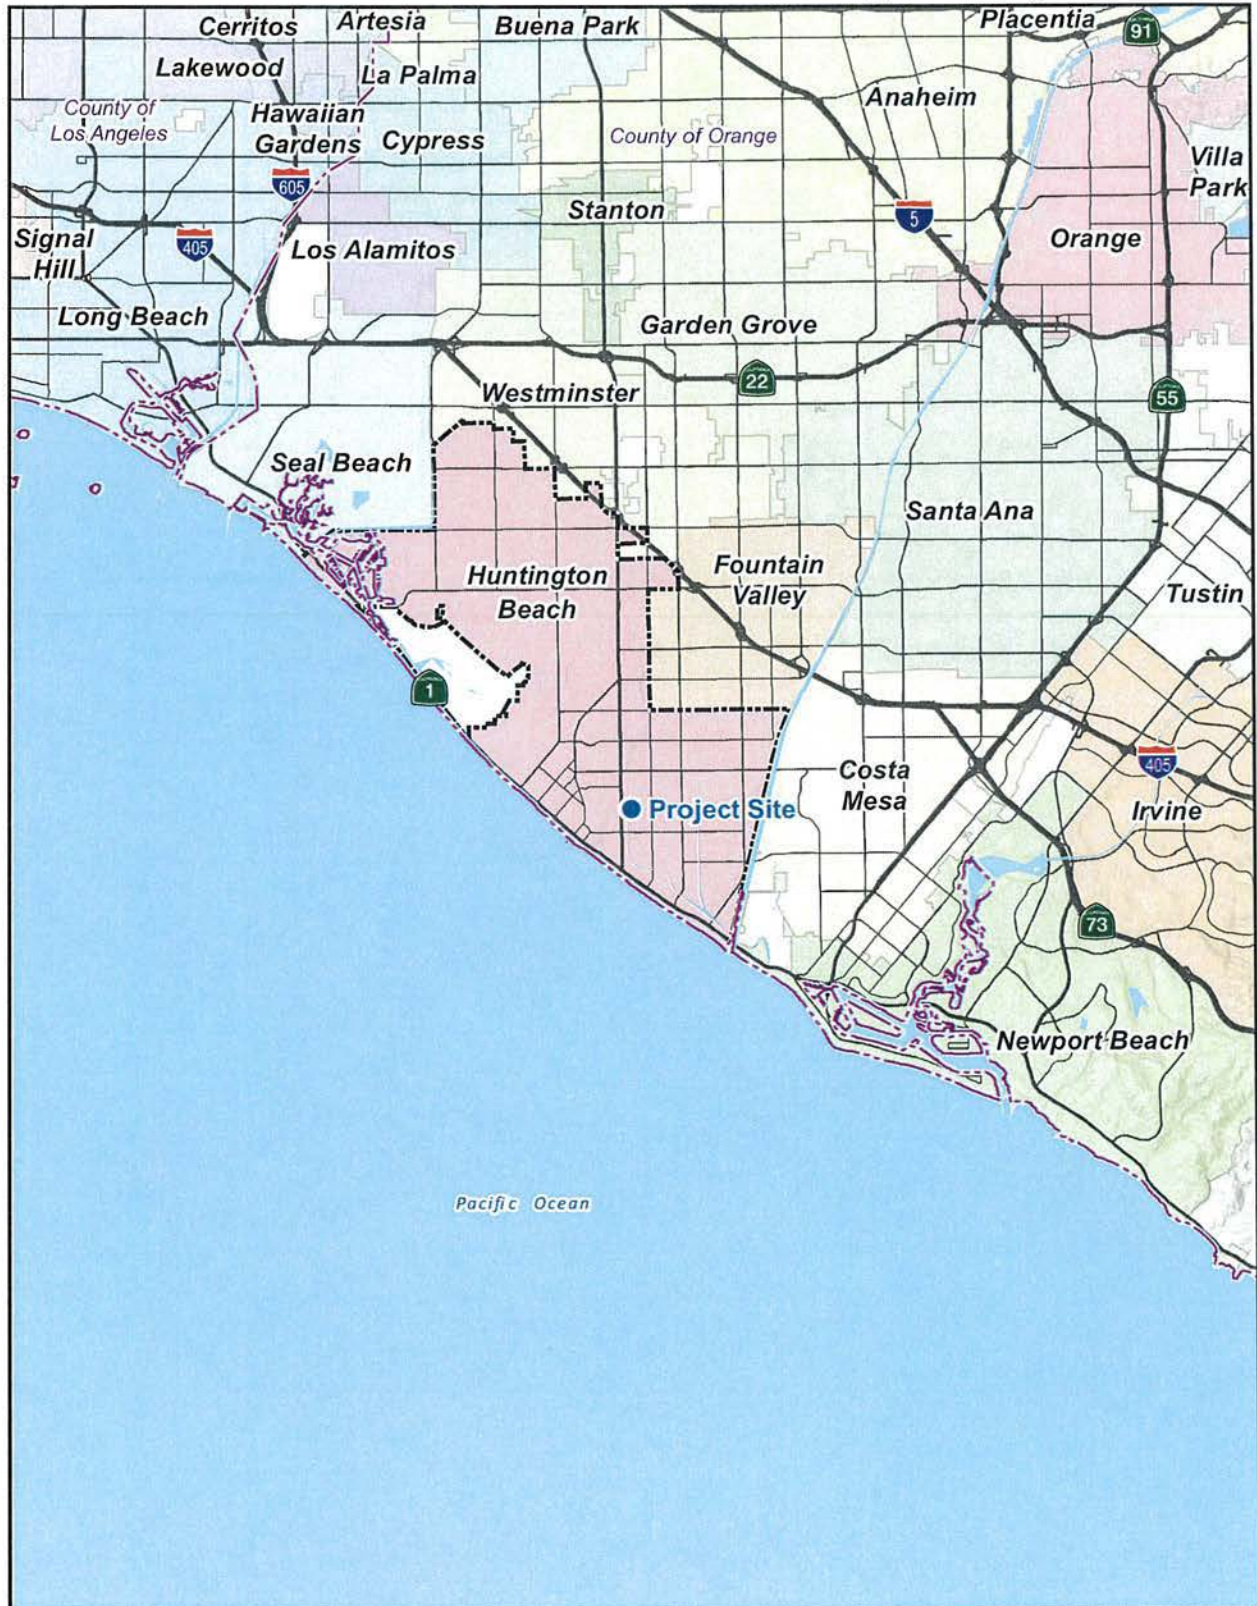 Cerritos
Artesia
Buena Park
Placentia
91
Lakewood
La Palma
Anaheim
County of
Los Angeles
Hawaiian
Gardens
Cypress
County of Orange
Villa
Park
605
Stanton
5
Signal
Hill
405
Los Alamitos
Orange
Long Beach
Garden Grove
22
Westminster
55
Seal Beach
Santa Ana
Huntington
Beach
Fountain
Valley
Tustin
1
Costa
Mesa
405
Irvine
Project Site
73
Newport Beach
Pacific Ocean